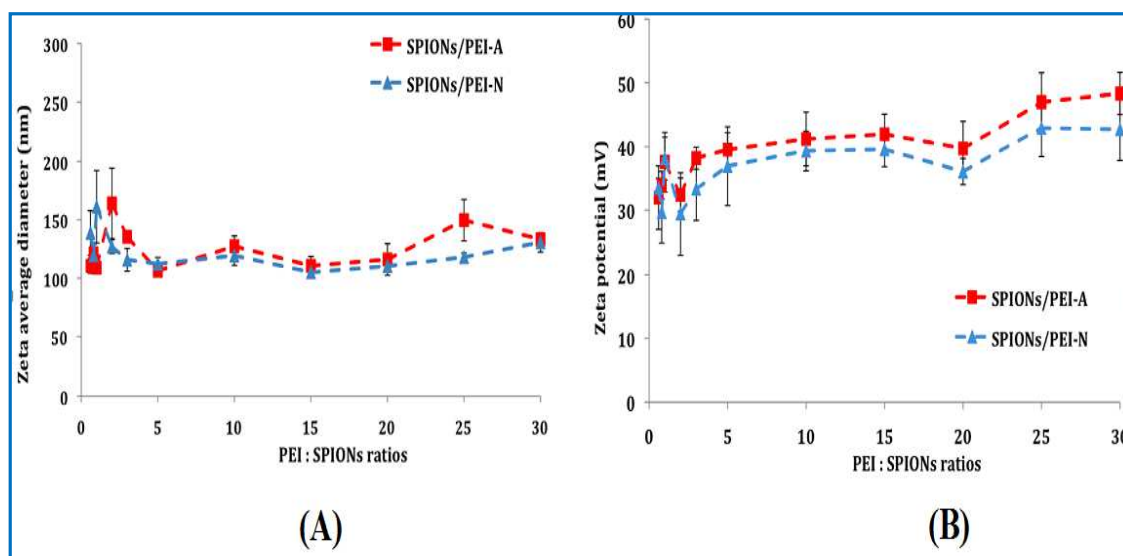 300
250
200
150
100
50
0
Zeta average diameter (nm)
SPIONs/PEI-A
SPIONs/PEI-N
0 5 10 15 20 25 30
PEI : SPIONs ratios
(A)
60
50
40
30
20
10
0
Zeta potential (mV)
SPIONs/PEI-A
SPIONs/PEI-N
0 5 10 15 20 25 30
PEI : SPIONs ratios
(B)